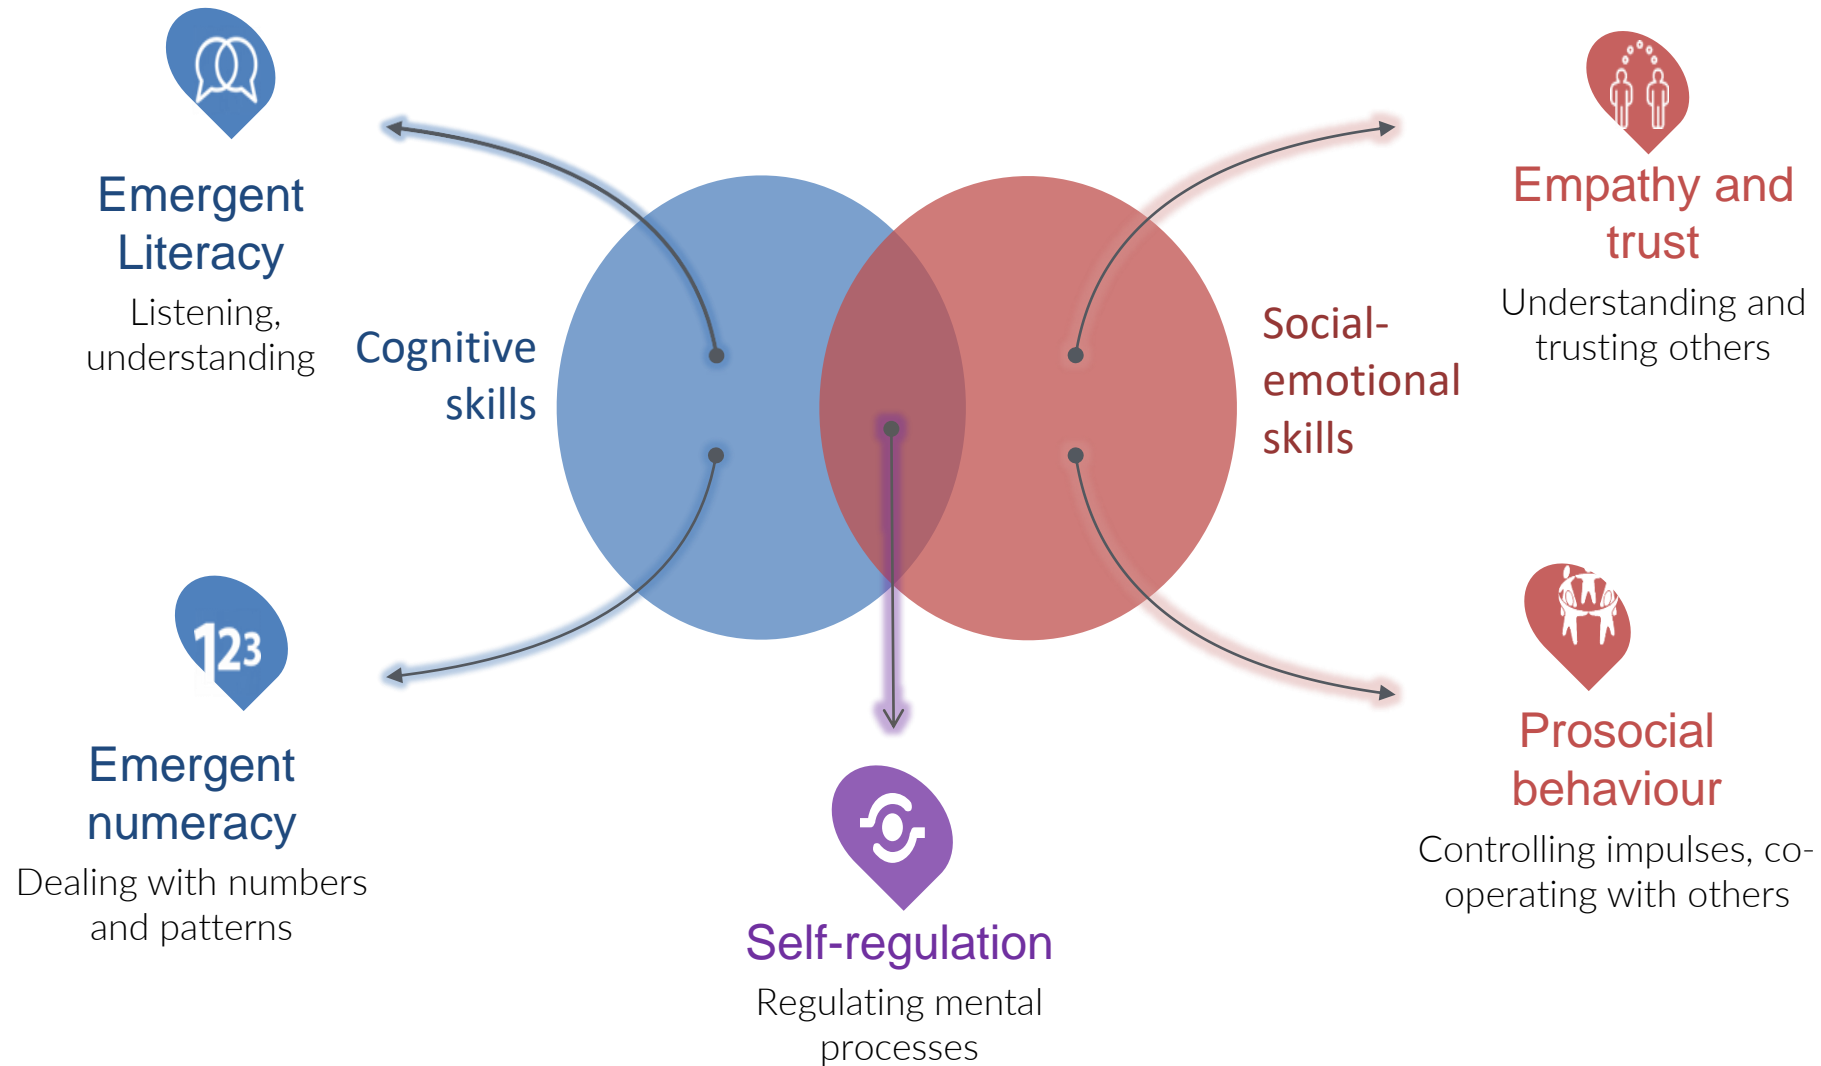 Emergent
Literacy
Listening,
understanding
Cognitive
skills
123
Emergent
numeracy
Dealing with numbers
and patterns
Self-regulation
Regulating mental
processes
Social-
emotional
skills
Empathy and
trust
Understanding and
trusting others
Prosocial
behaviour
Controlling impulses, co-
operating with others